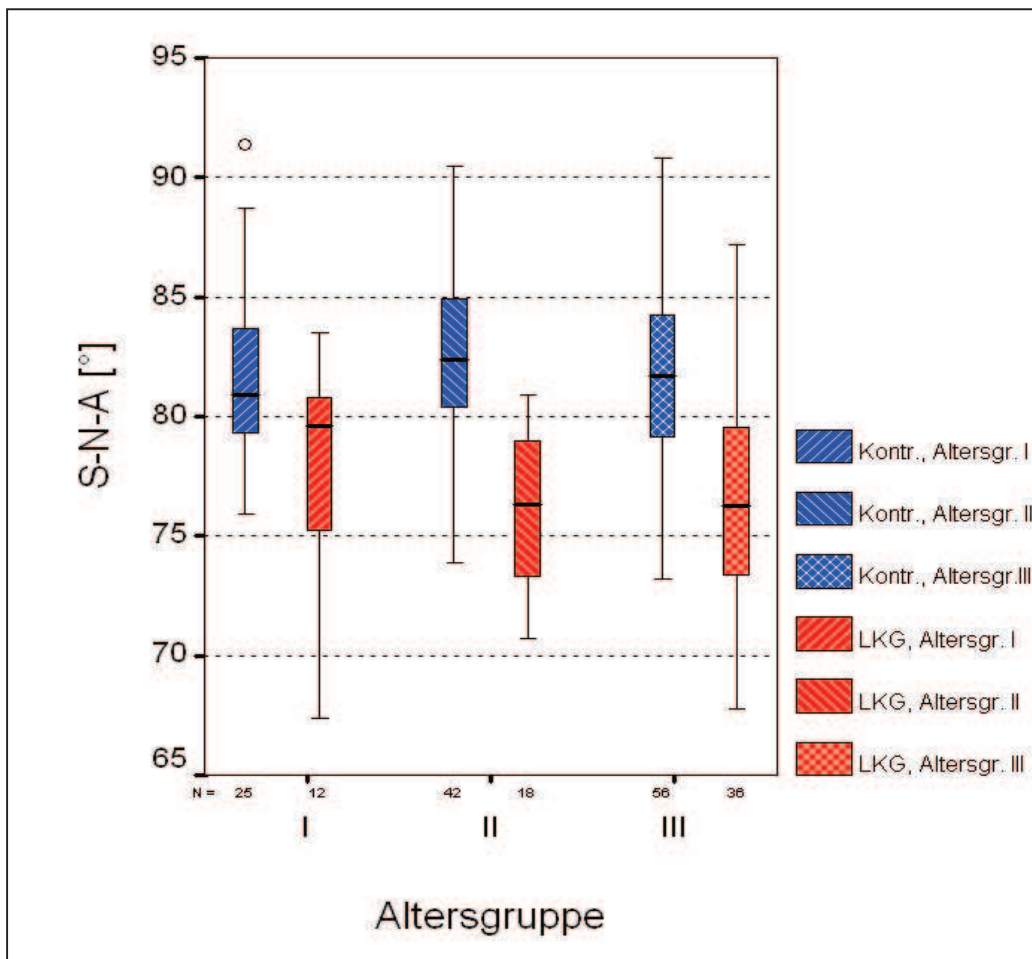 95
90
85
80
75
70
65
S-N-A [°]
N = 25 12 42 18 56 36
I II III
Altersgruppe
Kontr., Altersgr. I
Kontr., Altersgr. II
Kontr., Altersgr.III
LKG, Altersgr. I
LKG, Altersgr. II
LKG, Altersgr. III